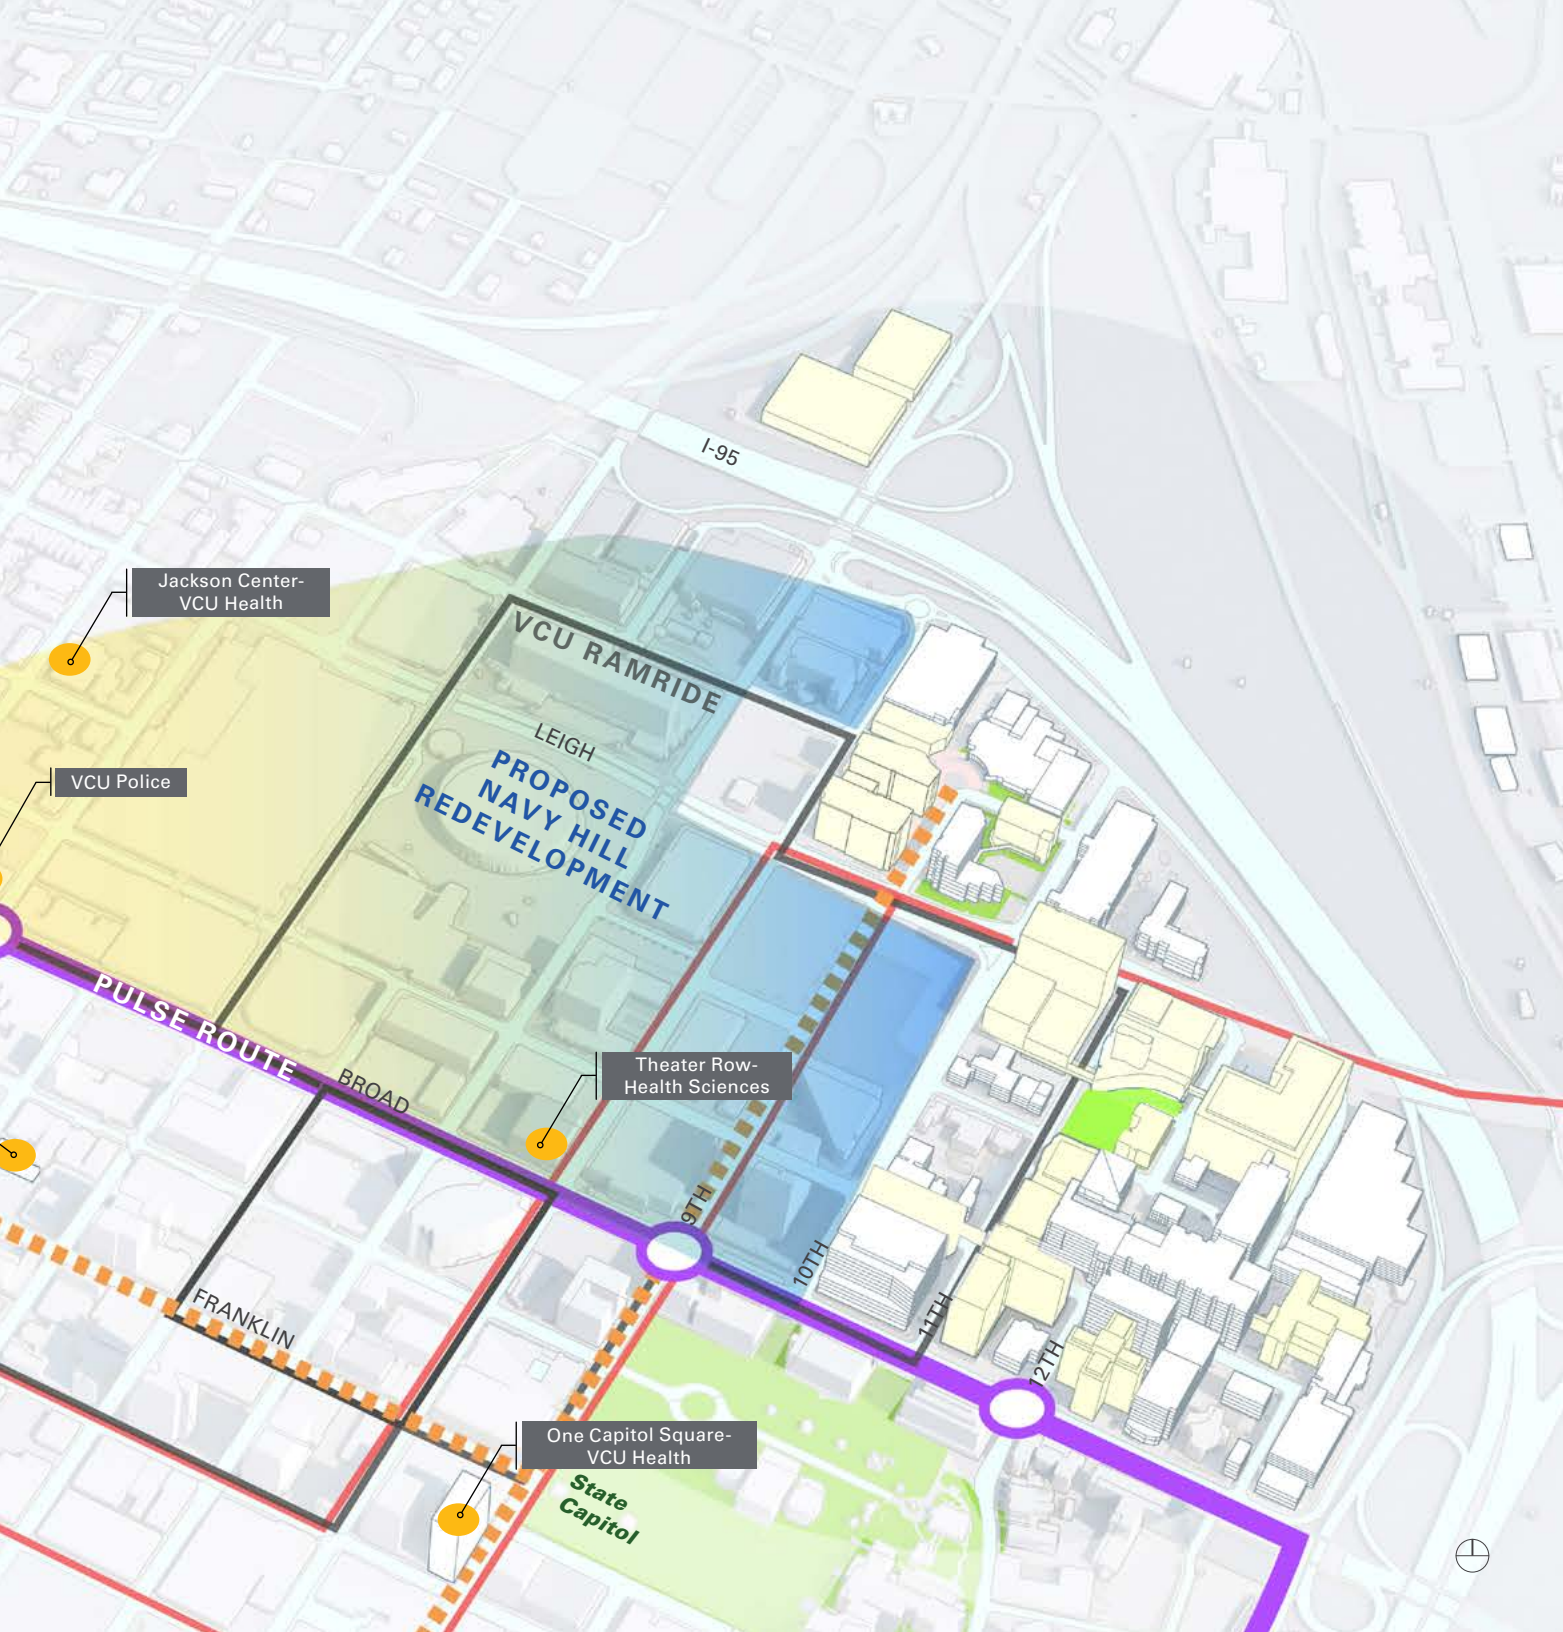 I-95
Jackson Center-
VCU Health
VCU RAMRIDE
LEIGH
PROPOSED
NAVY HILL
REDEVELOPMENT
VCU Police
PULSE ROUTE
BROAD
Theater Row-
Health Sciences
9TH
10TH
11TH
12TH
FRANKLIN
One Capitol Square-
VCU Health
State
Capitol